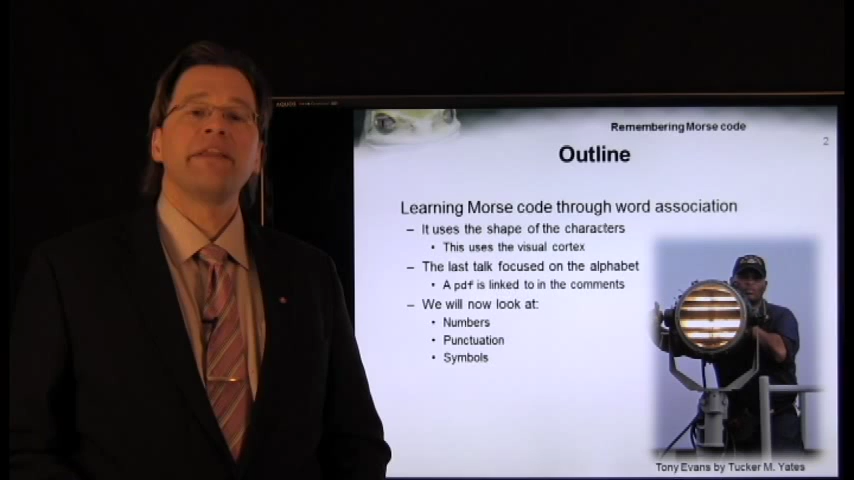 Remembering Morse code
2
Outline
Learning Morse code through word association
– It uses the shape of the characters
• This uses the visual cortex
– The last talk focused on the alphabet
• A pdf is linked to in the comments
– We will now look at:
• Numbers
• Punctuation
• Symbols
Tony Evans by Tucker M. Yates